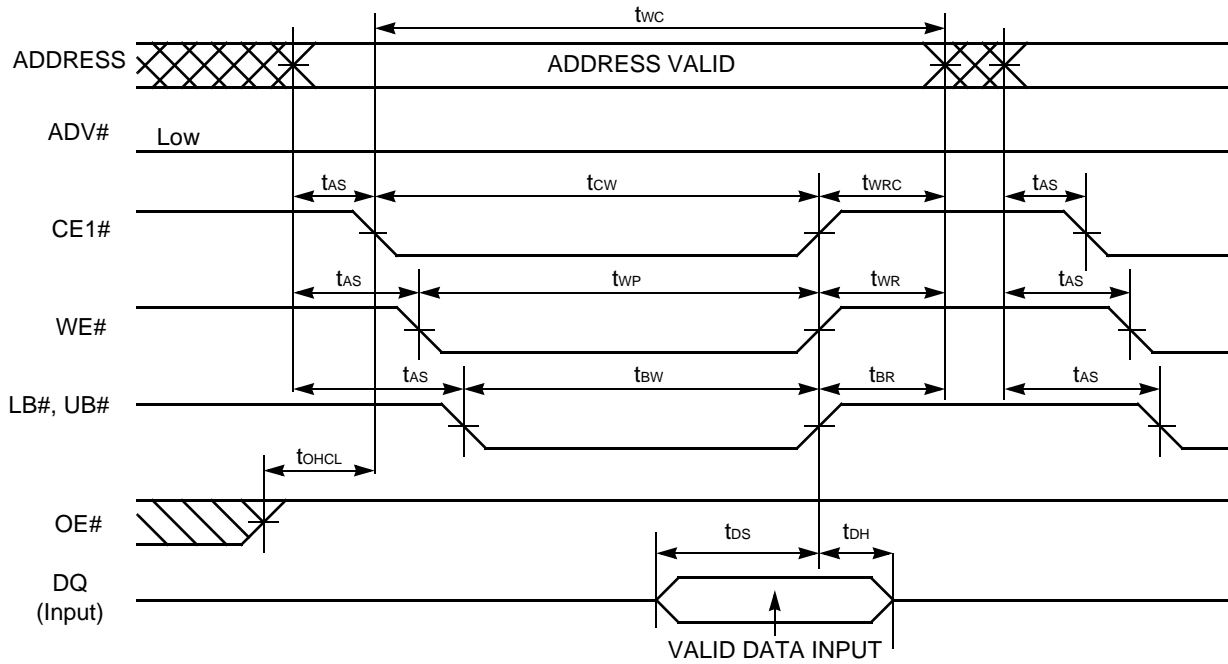 tWC
ADDRESS
ADDRESS VALID
ADV#
Low
tAS
tCW
tWRC
tAS
CE1#
tAS
tWP
tWR
tAS
WE#
tAS
tBW
tBR
tAS
LB#, UB#
tOHCL
OE#
tDS
tDH
DQ
(Input)
VALID DATA INPUT